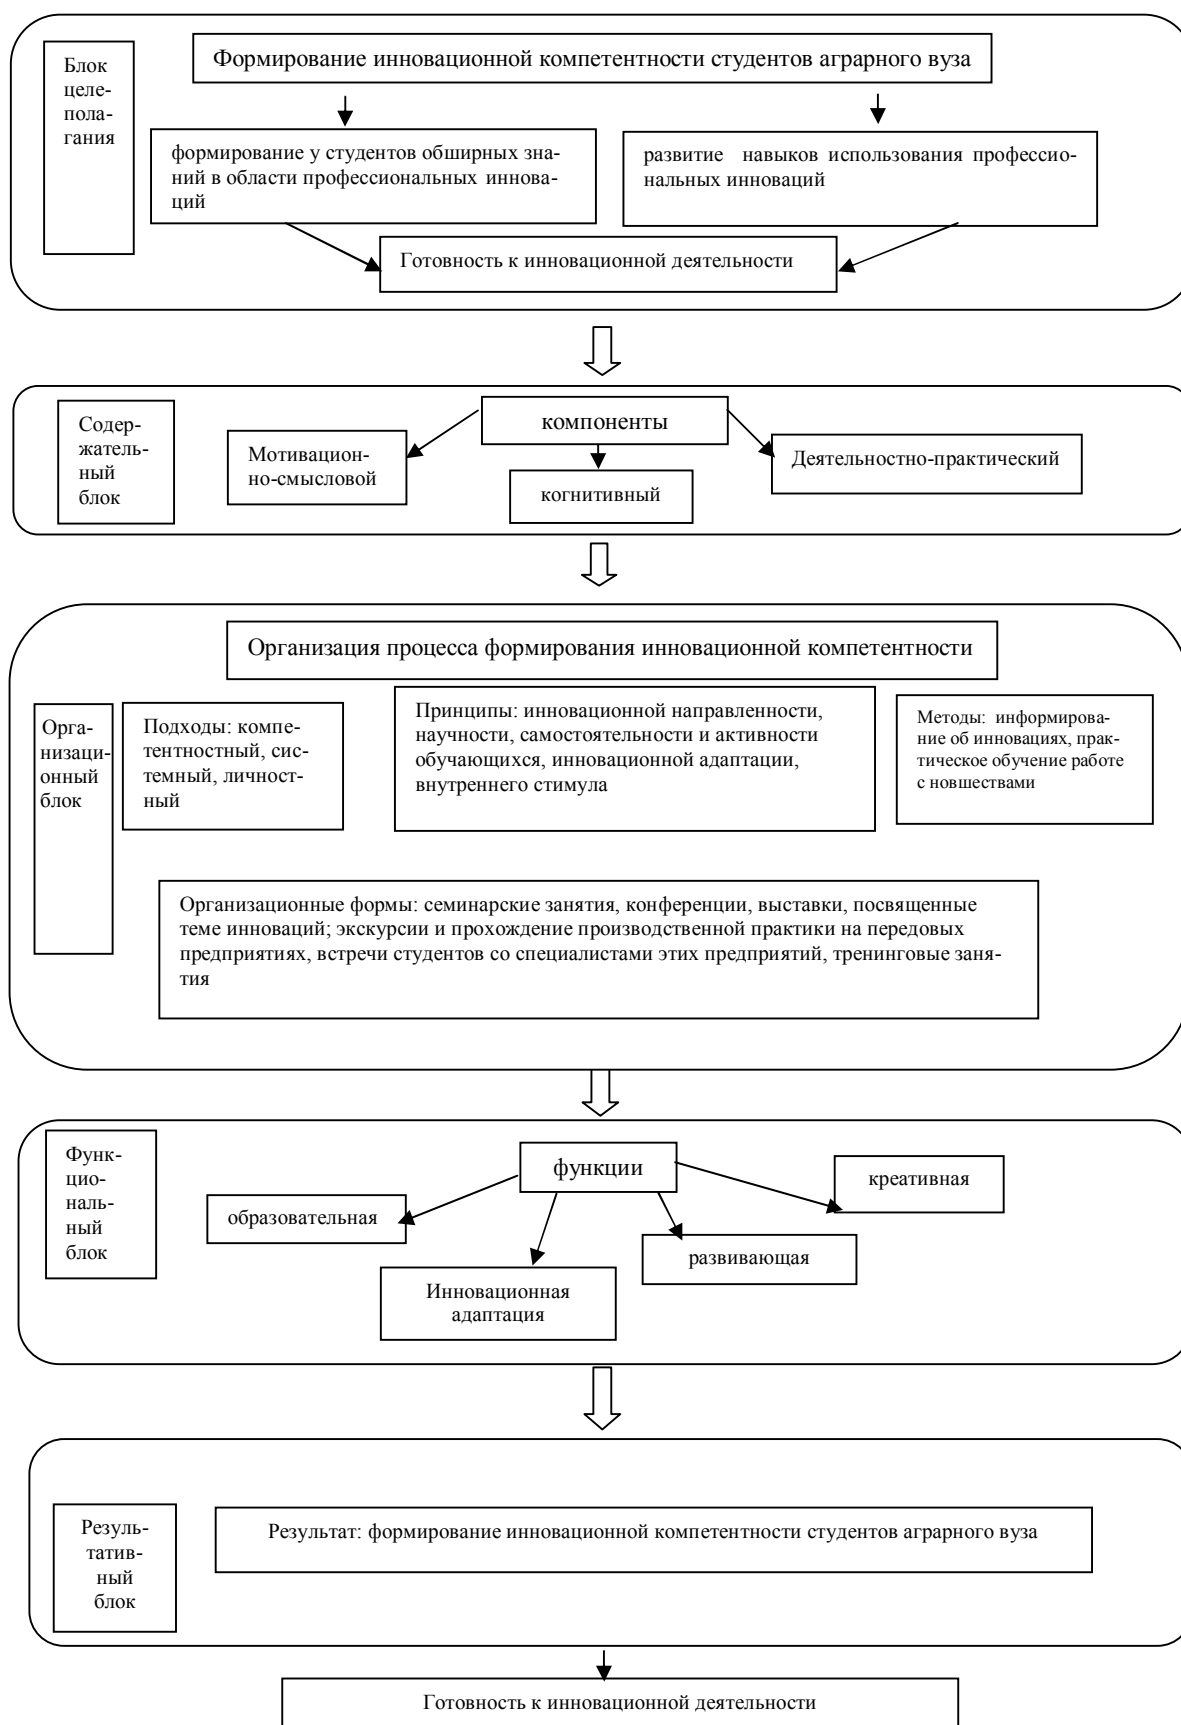 Формирование инновационной компетентности студентов аграрного вуза
Блок
целе-
пола-
гания
формирование у студентов обширных зна-
ний в области профессиональных иннова-
ций
развитие навыков использования профессио-
нальных инноваций
Готовность к инновационной деятельности
Содер-
жатель-
ный
блок
компоненты
Мотивацион-
но-смысловой
когнитивный
Деятельностно-практический
Организация процесса формирования инновационной компетентности
Орга-
низаци-
онный
блок
Подходы: компе-
тентностный, сис-
темный, личност-
ный
Принципы: инновационной направленности,
научности, самостоятельности и активности
обучающихся, инновационной адаптации,
внутреннего стимула
Методы: информирова-
ние об инновациях, прак-
тическое обучение работе
с новшествами
Организационные формы: семинарские занятия, конференции, выставки, посвященные
теме инноваций; экскурсии и прохождение производственной практики на передовых
предприятиях, встречи студентов со специалистами этих предприятий, тренинговые заня-
тия
Функ-
цио-
наль-
ный
блок
функции
образовательная
Инновационная
адаптация
развивающая
креативная
Резуль-
татив-
ный
блок
Результат: формирование инновационной компетентности студентов аграрного вуза
Готовность к инновационной деятельности